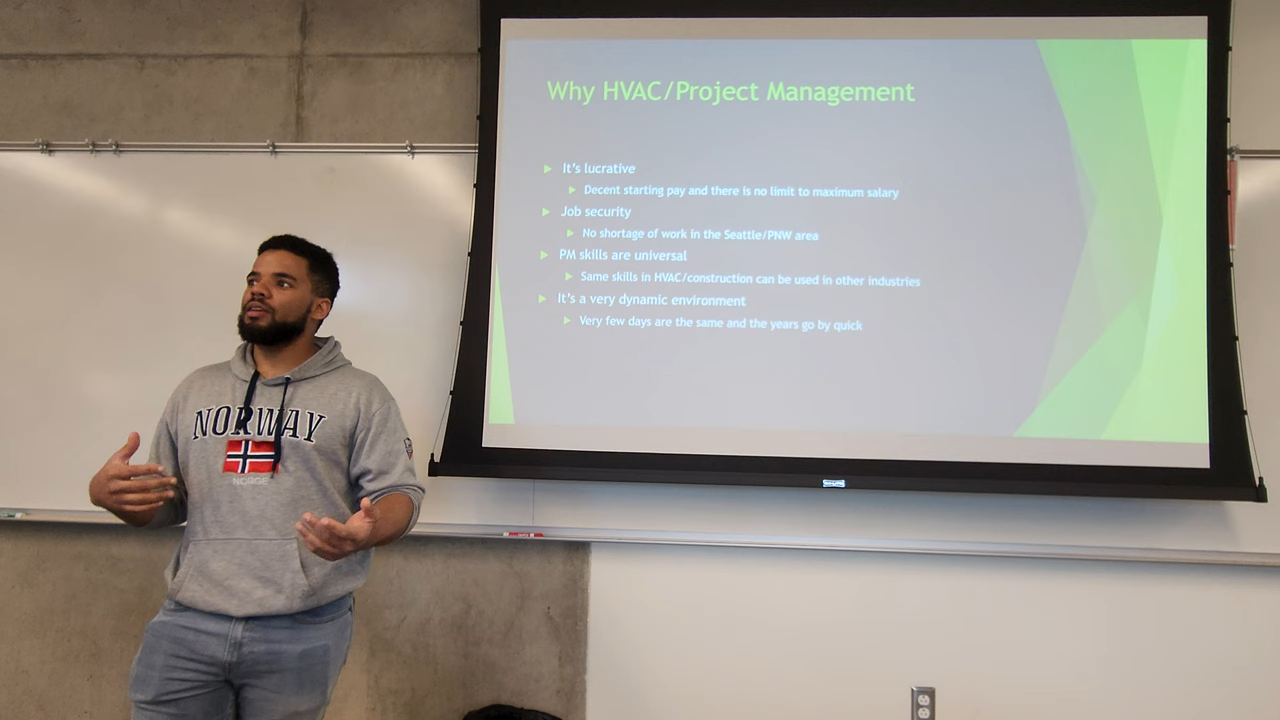 Why HVAC/Project Management
It's lucrative
Decent starting pay and there is no limit to maximum salary
Job security
No shortage of work in the Seattle/PNW area
PM skills are universal
Same skills in HVAC/construction can be used in other industries
It's a very dynamic environment
Very few days are the same and the years go by quick
NORWAY
NORGE